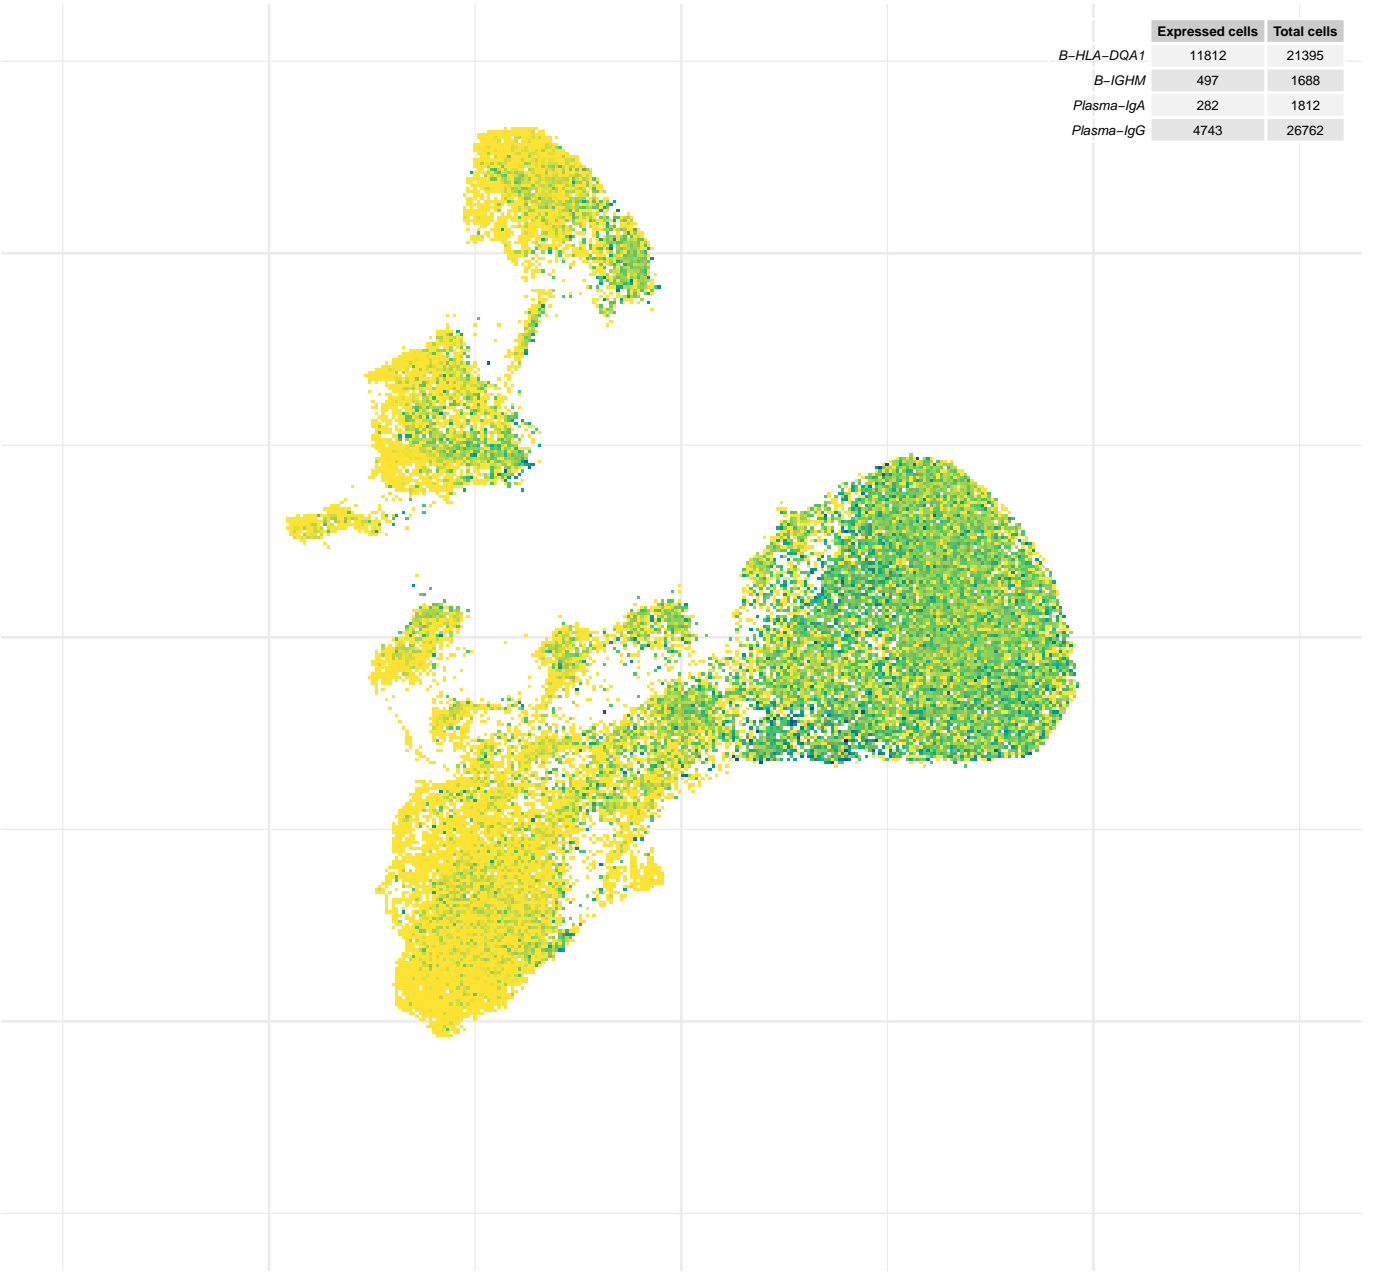 Expressed cells Total cells
B−HLA−DQA1 11812 21395
B−IGHM 497 1688
Plasma−IgA 282 1812
Plasma−IgG 4743 26762